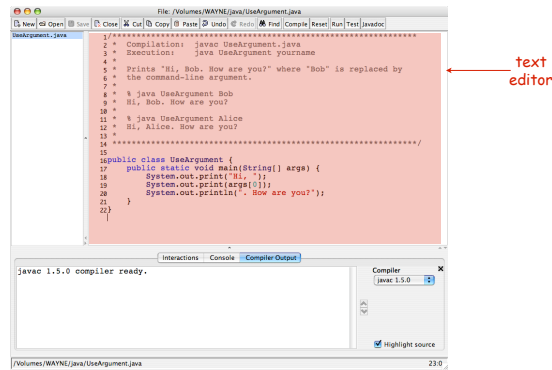 File: /Volumes/WAYNE/java/UseArgument.java
New Open Save Close Cut Copy Paste Undo Redo Find Compile Reset Run Test Javadoc
UseArgument.java
1/******************************************************************
2 *  Compilation:  javac UseArgument.java
3 *  Execution:    java UseArgument yourname
4 *
5 *  Prints "Hi, Bob. How are you?" where "Bob" is replaced by
6 *  the command-line argument.
7 *
8 *  % java UseArgument Bob
9 *  Hi, Bob. How are you?
10 *
11 *  % java UseArgument Alice
12 *  Hi, Alice. How are you?
13 *
14 ******************************************************************/
15
16public class UseArgument {
17    public static void main(String[] args) {
18        System.out.print("Hi, ");
19        System.out.print(args[0]);
20        System.out.println(". How are you?");
21    }
22}
text
editor
Interactions Console Compiler Output
javac 1.5.0 compiler ready.
Compiler
javac 1.5.0
Highlight source
/Volumes/WAYNE/java/UseArgument.java 23:0